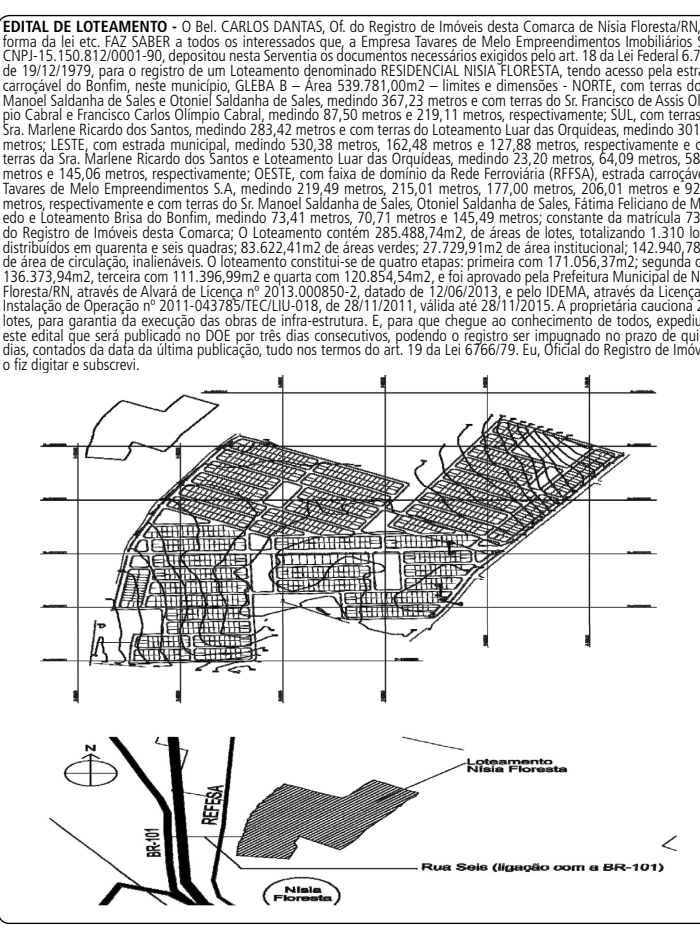 EDITAL DE LOTEAMENTO - O Bel. CARLOS DANTAS, Of. do Registro de Imóveis desta Comarca de Nísia Floresta/RN,
forma da lei etc. FAZ SABER a todos os interessados que, a Empresa Tavares de Melo Empreendimentos Imobiliários S
CNPJ-15.150.812/0001-90, depositou nesta Serventia os documentos necessários exigidos pelo art. 18 da Lei Federal 6.7
de 19/12/1979, para o registro de um Loteamento denominado RESIDENCIAL NISIA FLORESTA, tendo acesso pela estra
carroçável do Bonfim, neste município, GLEBA B – Área 539.781,00m2 – limites e dimensões - NORTE, com terras do
Manoel Saldanha de Sales e Otoniel Saldanha de Sales, medindo 367,23 metros e com terras do Sr. Francisco de Assis Ol
pio Cabral e Francisco Carlos Olímpio Cabral, medindo 87,50 metros e 219,11 metros, respectivamente; SUL, com terras
Sra. Marlene Ricardo dos Santos, medindo 283,42 metros e com terras do Loteamento Luar das Orquídeas, medindo 301
metros; LESTE, com estrada municipal, medindo 530,38 metros, 162,48 metros e 127,88 metros, respectivamente e c
terras da Sra. Marlene Ricardo dos Santos e Loteamento Luar das Orquídeas, medindo 23,20 metros, 64,09 metros, 58
metros e 145,06 metros, respectivamente; OESTE, com faixa de domínio da Rede Ferroviária (RFFSA), estrada carroçáve
Tavares de Melo Empreendimentos S.A, medindo 219,49 metros, 215,01 metros, 177,00 metros, 206,01 metros e 92
metros, respectivamente e com terras do Sr. Manoel Saldanha de Sales, Otoniel Saldanha de Sales, Fátima Feliciano de M
edo e Loteamento Brisa do Bonfim, medindo 73,41 metros, 70,71 metros e 145,49 metros; constante da matrícula 73
do Registro de Imóveis desta Comarca; O Loteamento contém 285.488,74m2, de áreas de lotes, totalizando 1.310 lo
distribuídos em quarenta e seis quadras; 83.622,41m2 de áreas verdes; 27.729,91m2 de área institucional; 142.940,78
de área de circulação, inalienáveis. O loteamento constitui-se de quatro etapas: primeira com 171.056,37m2; segunda c
136.373,94m2, terceira com 111.396,99m2 e quarta com 120.854,54m2, e foi aprovado pela Prefeitura Municipal de N
Floresta/RN, através de Alvará de Licença nº 2013.000850-2, datado de 12/06/2013, e pelo IDEMA, através da Licença
Instalação de Operação nº 2011-043785/TEC/LIU-018, de 28/11/2011, válida até 28/11/2015. A proprietária cauciona 2
lotes, para garantia da execução das obras de infra-estrutura. E, para que chegue ao conhecimento de todos, expediu
este edital que será publicado no DOE por três dias consecutivos, podendo o registro ser impugnado no prazo de qui
dias, contados da data da última publicação, tudo nos termos do art. 19 da Lei 6766/79. Eu, Oficial do Registro de Imóv
o fiz digitar e subscrevi.
N
BR-101
REFESA
Loteamento
Nísia Floresta
Rua Seis (ligação com a BR-101)
Nísia
Floresta